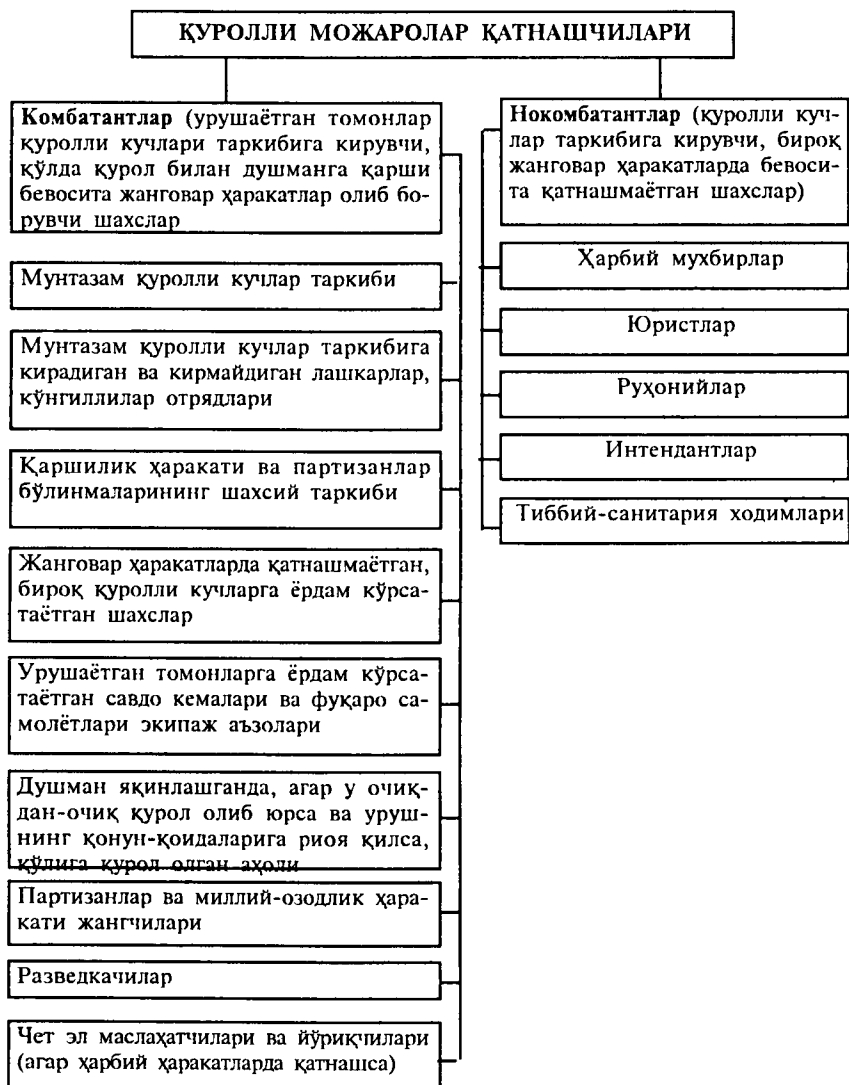 ҚУРОЛЛИ МОЖАРОЛАР ҚАТНАШЧИЛАРИ
Комбатантлар (урушаётган томонлар
қуролли кучлари таркибига кирувчи,
қўлда қурол билан душманга қарши
бевосита жанговар ҳаракатлар олиб бо-
рувчи шахслар
Мунтазам қуролли кучлар таркиби
Мунтазам қуролли кучлар таркибига
кирадиган ва кирмайдиган лашкарлар,
кўнгиллилар отрядлари
Қаршилик ҳаракати ва партизанлар
бўлинмаларининг шахсий таркиби
Жанговар ҳаракатларда қатнашмаётган,
бироқ қуролли кучларга ёрдам кўрса-
таётган шахслар
Урушаётган томонларга ёрдам кўрса-
таётган савдо кемалари ва фуқаро са-
молётлари экипаж аъзолари
Душман яқинлашганда, агар у очиқ-
дан-очиқ қурол олиб юрса ва уруш-
нинг қонун-қоидаларига риоя қилса,
қўлига қурол олган аҳоли
Партизанлар ва миллий-озодлик ҳара-
кати жангчилари
Разведкачилар
Чет эл маслаҳатчилари ва йўриқчилари
(агар ҳарбий ҳаракатларда қатнашса)
Нокомбатантлар (қуролли куч-
лар таркибига кирувчи, бироқ
жанговар ҳаракатларда бевоси-
та қатнашмаётган шахслар)
Ҳарбий мухбирлар
Юристлар
Руҳонийлар
Интендантлар
Тиббий-санитария ходимлари